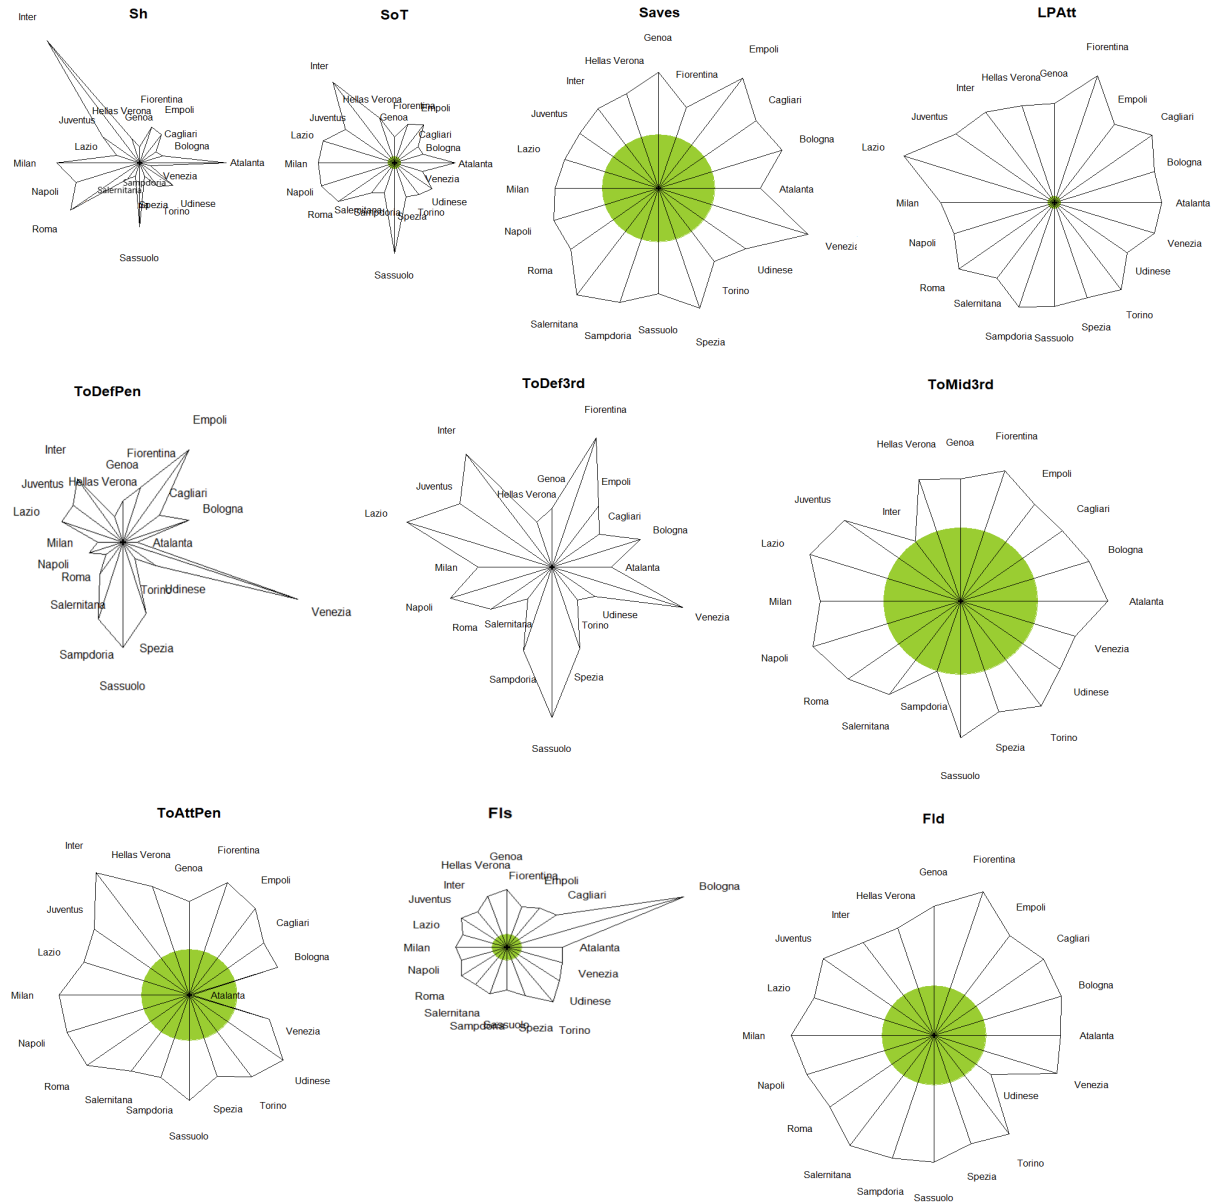 Sh
Inter
Fiorentina
Hellas Verona
Empoli
Genoa
Juventus
Cagliari
Lazio
Bologna
Milan
Atalanta
Venezia
Sampdoria
Napoli
Salernitana
Udinese
Spezia
Torino
Roma
Sassuolo
SoT
Inter
Hellas Verona
Fiorentina
Empoli
Juventus
Genoa
Lazio
Cagliari
Bologna
Milan
Atalanta
Venezia
Napoli
Udinese
Roma
Salernitana
Sampdoria
Spezia
Torino
Sassuolo
Saves
Genoa
Hellas Verona
Fiorentina
Empoli
Inter
Juventus
Cagliari
Lazio
Bologna
Milan
Atalanta
Napoli
Venezia
Roma
Udinese
Torino
Salernitana
Sampdoria
Sassuolo
Spezia
LPAtt
Fiorentina
Hellas Verona
Genoa
Inter
Empoli
Juventus
Cagliari
Lazio
Bologna
Milan
Atalanta
Napoli
Venezia
Roma
Udinese
Salernitana
Torino
Sampdoria
Sassuolo
Spezia
ToDefPen
Empoli
Inter
Fiorentina
Genoa
Juventus
Hellas Verona
Cagliari
Lazio
Bologna
Milan
Atalanta
Napoli
Roma
Torino
Udinese
Salernitana
Venezia
Sampdoria
Spezia
Sassuolo
ToDef3rd
Fiorentina
Inter
Juventus
Genoa
Empoli
Hellas Verona
Lazio
Cagliari
Bologna
Milan
Atalanta
Napoli
Udinese
Venezia
Roma
Salernitana
Torino
Sampdoria
Spezia
Sassuolo
ToMid3rd
Hellas Verona
Genoa
Fiorentina
Juventus
Inter
Empoli
Cagliari
Lazio
Bologna
Milan
Atalanta
Napoli
Venezia
Roma
Udinese
Salernitana
Sampdoria
Torino
Spezia
Sassuolo
ToAttPen
Inter
Hellas Verona
Genoa
Fiorentina
Empoli
Juventus
Cagliari
Lazio
Bologna
Milan
Atalanta
Napoli
Venezia
Roma
Udinese
Salernitana
Sampdoria
Spezia
Torino
Sassuolo
Fls
Genoa
Hellas Verona
Fiorentina
Inter
Empoli
Juventus
Cagliari
Bologna
Lazio
Milan
Atalanta
Napoli
Venezia
Roma
Udinese
Salernitana
Sampdoria
Sassuolo
Spezia
Torino
Fld
Fiorentina
Genoa
Hellas Verona
Empoli
Inter
Juventus
Cagliari
Lazio
Bologna
Milan
Atalanta
Napoli
Venezia
Udinese
Roma
Torino
Salernitana
Sampdoria
Sassuolo
Spezia